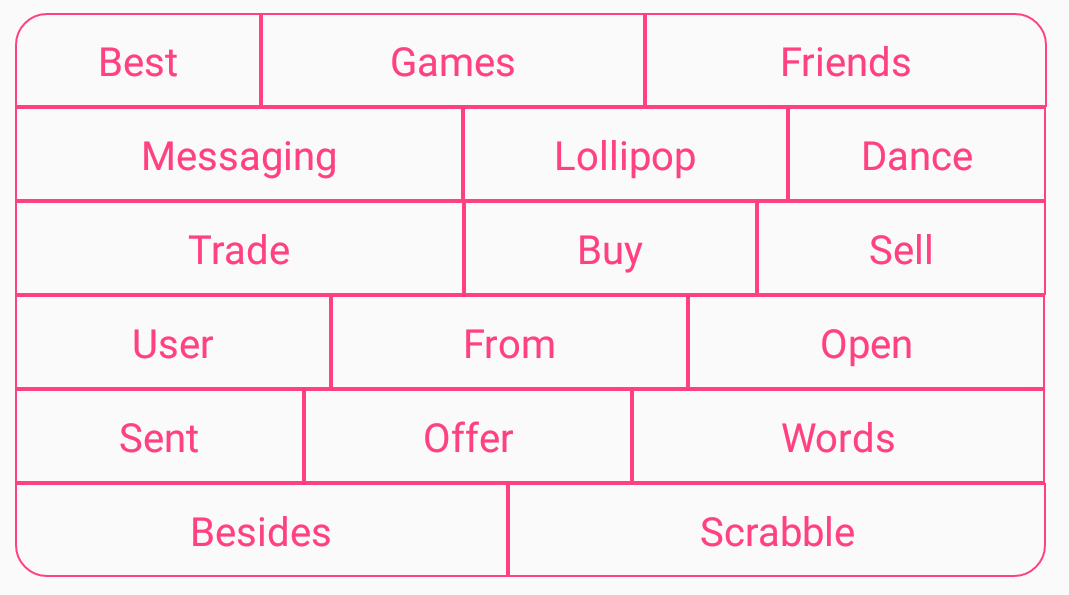 Best Games Friends
Messaging Lollipop Dance
Trade Buy Sell
User From Open
Sent Offer Words
Besides Scrabble